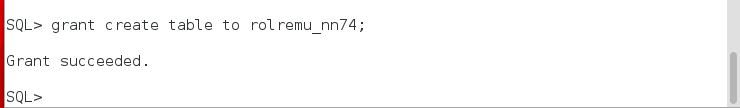 SQL> grant create table to rolremu_nn74;
Grant succeeded.
SQL>